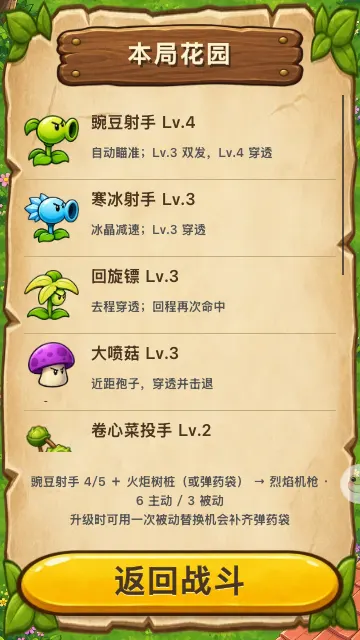 本局花园
豌豆射手 Lv.4
自动瞄准；Lv.3 双发，Lv.4 穿透
寒冰射手 Lv.3
冰晶减速；Lv.3 穿透
回旋镖 Lv.3
去程穿透；回程再次命中
大喷菇 Lv.3
近距孢子，穿透并击退
卷心菜投手 Lv.2
豌豆射手 4/5 + 火炬树桩（或弹药袋） → 烈焰机枪 ·
6 主动 / 3 被动
升级时可用一次被动替换机会补齐弹药袋
返回战斗